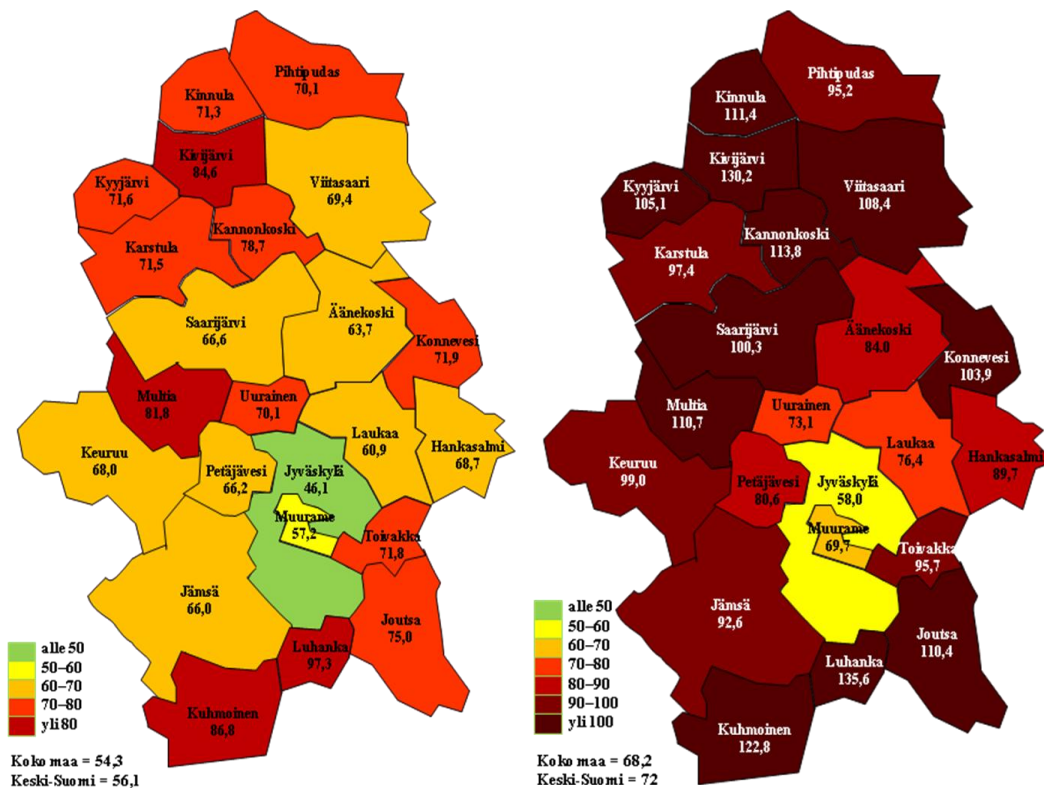 Pihtipudas
70,1
Kinnula
71,3
Kivijärvi
84,6
Kyyjärvi
71,6
Viitasaari
69,4
Kannonkoski
78,7
Karstula
71,5
Saarijärvi
66,6
Äänekoski
63,7
Konnevesi
71,9
Multia
81,8
Uurainen
70,1
Laukaa
60,9
Hankasalmi
68,7
Keuruu
68,0
Petäjävesi
66,2
Jyväskylä
46,1
Muurame
57,2
Toivakka
71,8
Jämsä
66,0
Joutsa
75,0
Luhanka
97,3
Kuhmoinen
86,8
alle 50
50–60
60–70
70–80
yli 80
Koko maa = 54,3
Keski-Suomi = 56,1
Pihtipudas
95,2
Kinnula
111,4
Kivijärvi
130,2
Kyyjärvi
105,1
Viitasaari
108,4
Kannonkoski
113,8
Karstula
97,4
Saarijärvi
100,3
Äänekoski
84.0
Konnevesi
103,9
Multia
110,7
Uurainen
73,1
Laukaa
76,4
Hankasalmi
89,7
Keuruu
99,0
Petäjävesi
80,6
Jyväskylä
58,0
Muurame
69,7
Toivakka
95,7
Jämsä
92,6
Joutsa
110,4
Luhanka
135,6
Kuhmoinen
122,8
alle 50
50–60
60–70
70–80
80–90
90–100
yli 100
Koko maa = 68,2
Keski-Suomi = 72